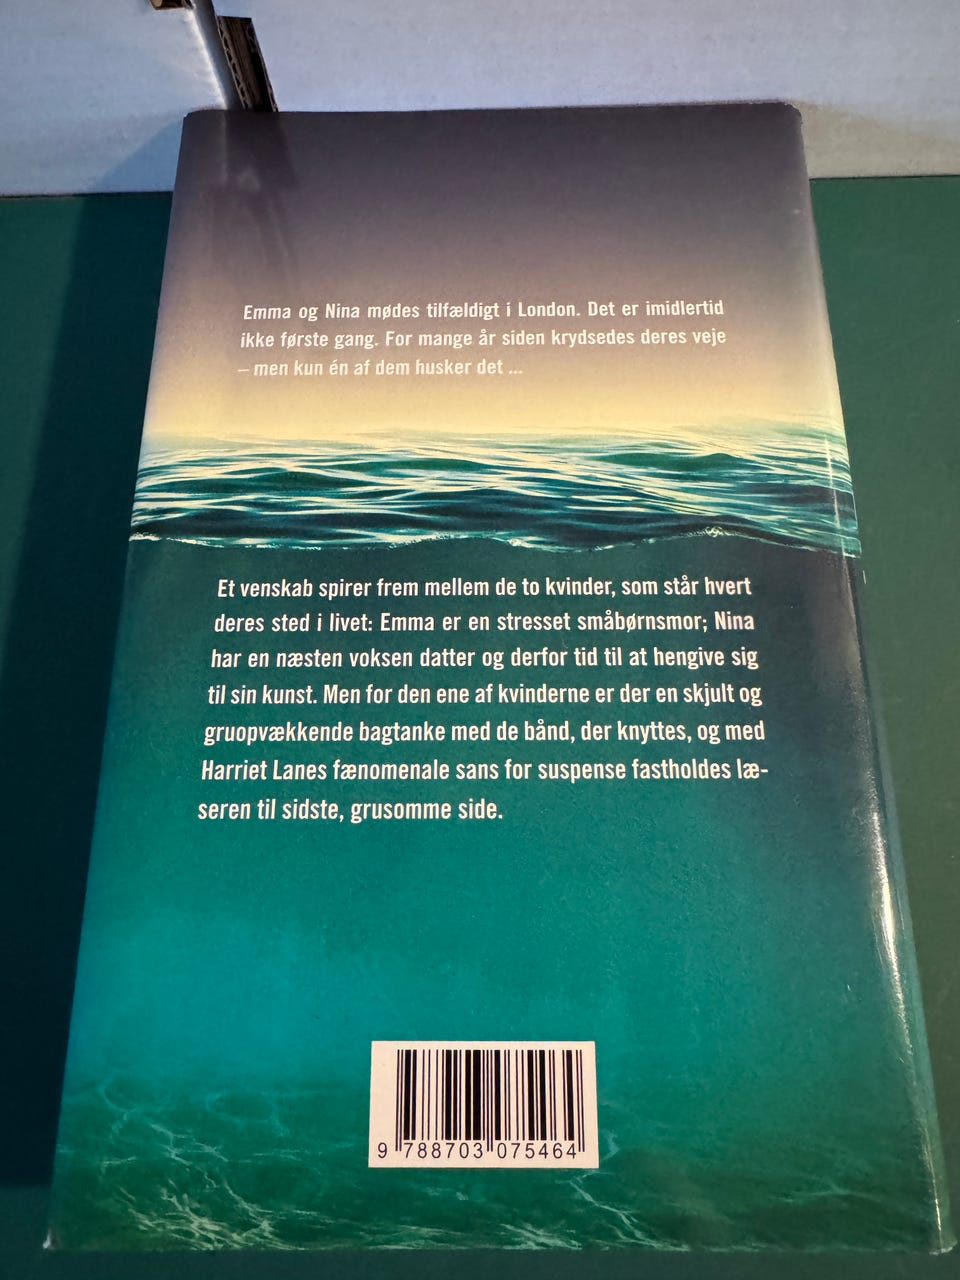 Emma og Nina mødes tilfældigt i London. Det er imidlertid
ikke første gang. For mange år siden krydsedes deres veje
– men kun én af dem husker det ...
Et venskab spirer frem mellem de to kvinder, som står hvert
deres sted i livet: Emma er en stresset småbørnsmor; Nina
har en næsten voksen datter og derfor tid til at hengive sig
til sin kunst. Men for den ene af kvinderne er der en skjult og
gruopvækkende bagtanke med de bånd, der knyttes, og med
Harriet Lanes fænomenale sans for suspense fastholdes læ-
seren til sidste, grusomme side.
9 788703 075464